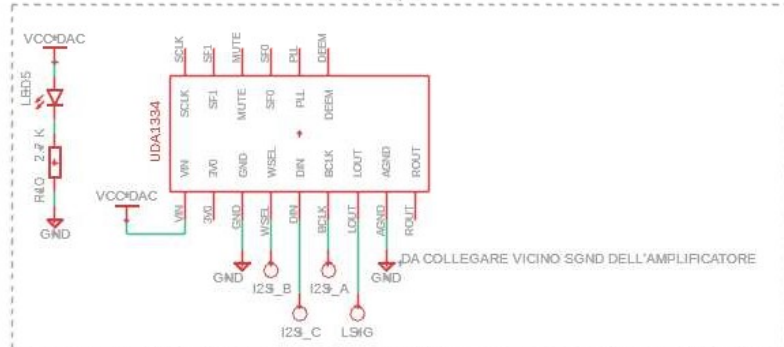 VCC DAC
SCLK SF1 MUTE SF0 PLL DEEM
LED5
SCLK SF1 MUTE SF0 PLL DEEM
UDA1334
2.7 K
R40
VIN 3V0 GND WSEL DIN BCLK LOUT AGND ROUT
VCC DAC
VIN 3V0 GND WSEL DIN BCLK LOUT AGND ROUT
GND
DA COLLEGARE VICINO SGND DELL'AMPLIFICATORE
GND I2S_B I2S_A GND
I2S_C LSIG